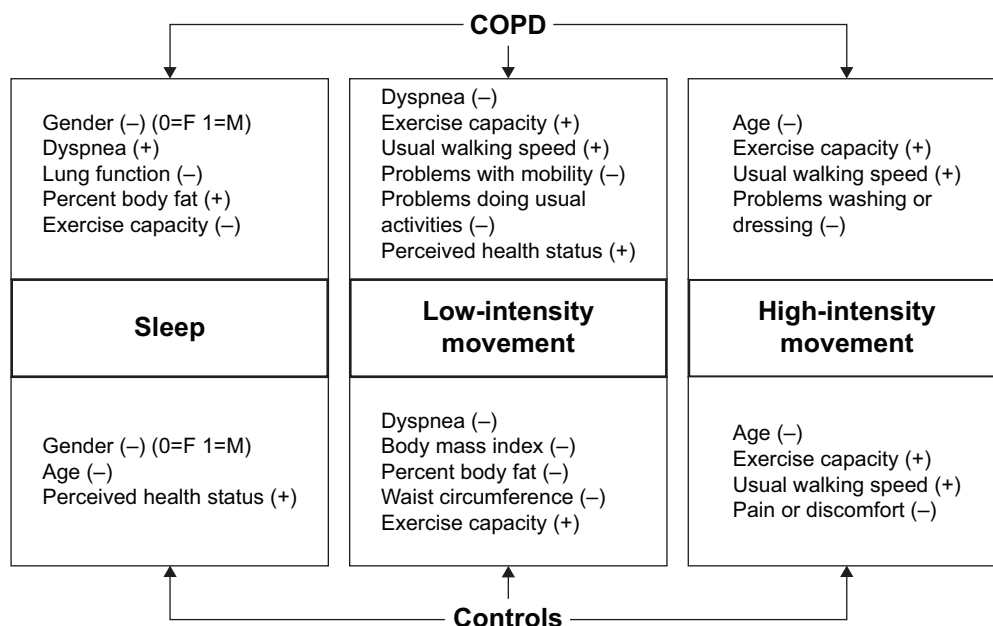 COPD
Gender (–) (0=F 1=M)
Dyspnea (+)
Lung function (–)
Percent body fat (+)
Exercise capacity (–)
Dyspnea (–)
Exercise capacity (+)
Usual walking speed (+)
Problems with mobility (–)
Problems doing usual
activities (–)
Perceived health status (+)
Age (–)
Exercise capacity (+)
Usual walking speed (+)
Problems washing or
dressing (–)
Sleep
Low-intensity
movement
High-intensity
movement
Gender (–) (0=F 1=M)
Age (–)
Perceived health status (+)
Dyspnea (–)
Body mass index (–)
Percent body fat (–)
Waist circumference (–)
Exercise capacity (+)
Age (–)
Exercise capacity (+)
Usual walking speed (+)
Pain or discomfort (–)
Controls